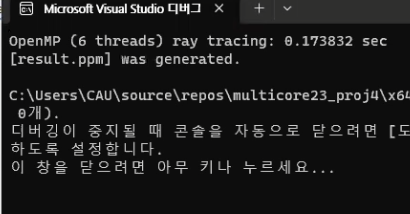 Microsoft Visual Studio 디버그
OpenMP (6 threads) ray tracing: 0.173832 sec
[result.ppm] was generated.
C:\Users\CAU\source\repos\multicore23_proj4\x64
0개).
디버깅이 중지될 때 콘솔을 자동으로 닫으려면 [도
하도록 설정합니다.
이 창을 닫으려면 아무 키나 누르세요...